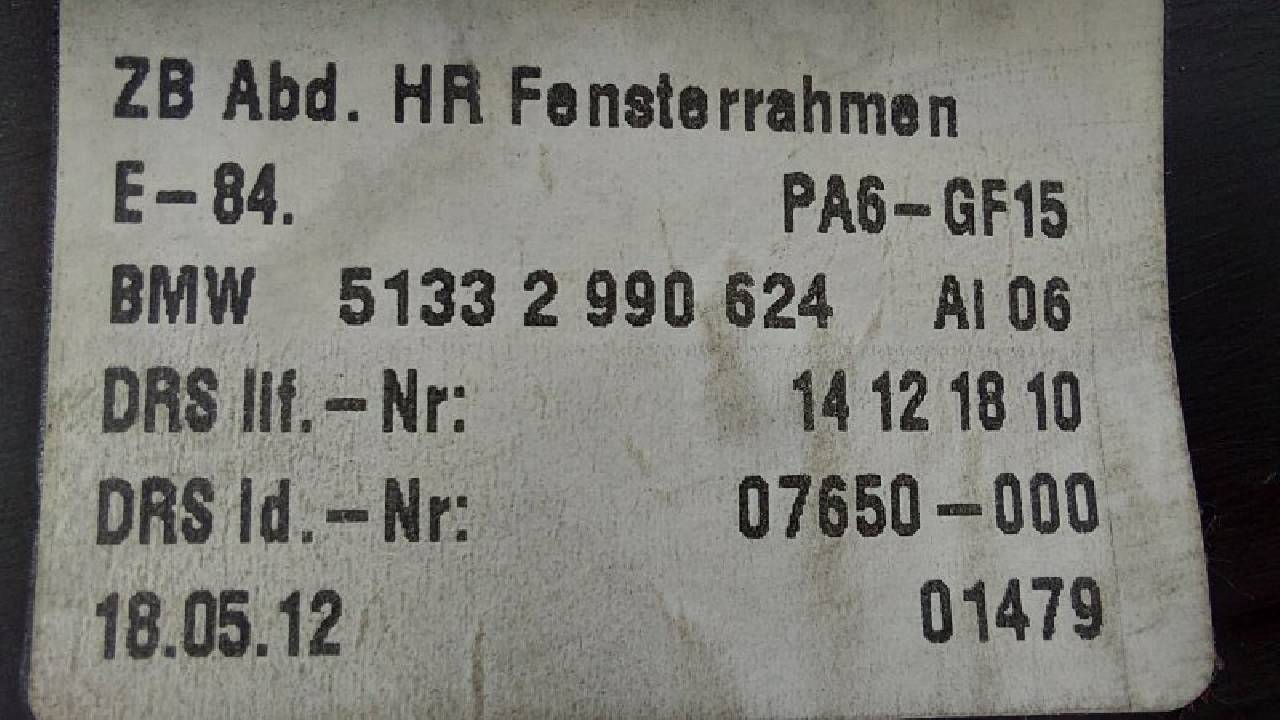 ZB Abd. HR Fensterrahmen
E-84. PA6-GF15
BMW 5133 2 990 624 AI 06
DRS lif.-Nr: 14 12 18 10
DRS Id.-Nr: 07650-000
18.05.12 01479